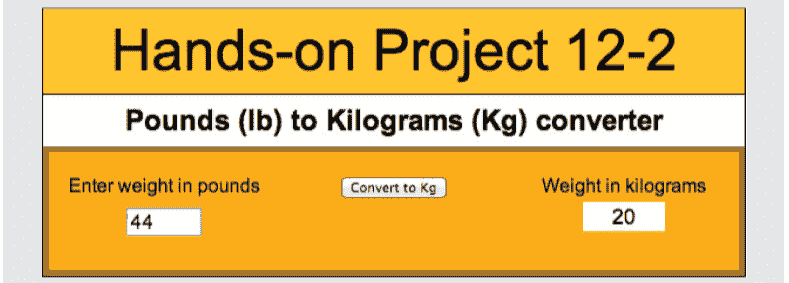 Hands-on Project 12-2
Pounds (lb) to Kilograms (Kg) converter
Enter weight in pounds
Convert to Kg
Weight in kilograms
44
20